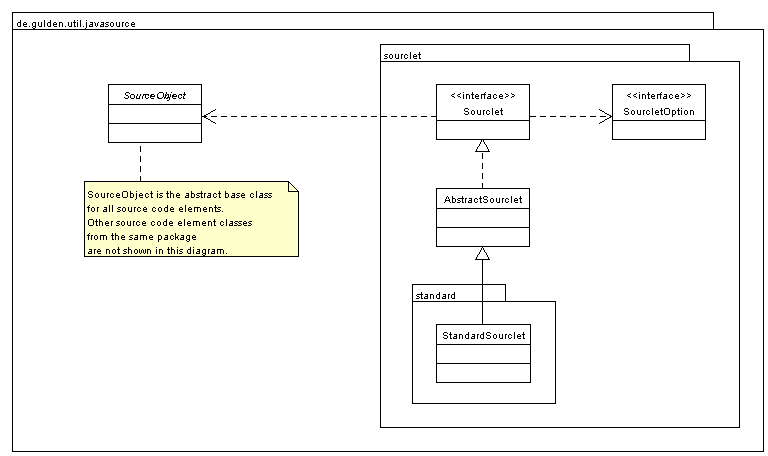 de.gulden.util.javasource
sourclet
SourceObject
<<interface>>
Sourclet
<<interface>>
SourcletOption
SourceObject is the abstract base class
for all source code elements.
Other source code element classes
from the same package
are not shown in this diagram.
AbstractSourclet
standard
StandardSourclet